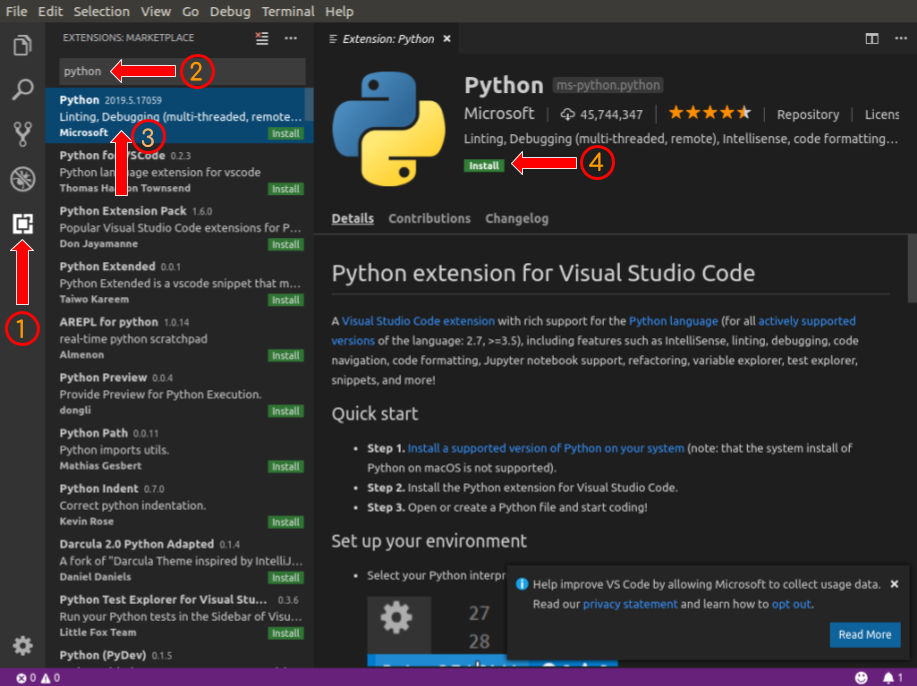 File Edit Selection View Go Debug Terminal Help
EXTENSIONS: MARKETPLACE
python
2
Python 2019.5.17059
Linting, Debugging (multi-threaded, remote...
Microsoft Install
3
Python for VSCode 0.2.3
Python language extension for vscode
Thomas Install
Python Extension Pack 1.6.0
Popular Visual Studio Code extensions for P...
Don Jayamanne Install
Python Extended 0.0.1
Python Extended is a vscode snippet that m...
Taiwo Kareem Install
AREPL for python 1.0.14
real-time python scratchpad
Almenon Install
Python Preview 0.0.4
Provide Preview for Python Execution.
dongli Install
Python Path 0.0.11
Python imports utils.
Mathias Gesbert Install
Python Indent 0.7.0
Correct python indentation.
Kevin Rose Install
Darcula 2.0 Python Adapted 0.1.4
A fork of "Darcula Theme inspired by IntelliJ...
Daniel Daniels Install
Python Test Explorer for Visual Stu... 0.3.6
Run your Python tests in the Sidebar of Visu...
Little Fox Team Install
Python (PyDev) 0.1.5
1
Extension: Python ×
Python ms-python.python
Microsoft 45,744,347 Repository Licens
Linting, Debugging (multi-threaded, remote), Intellisense, code formatting...
Install
4
Details Contributions Changelog
Python extension for Visual Studio Code
A Visual Studio Code extension with rich support for the Python language (for all actively supported
versions of the language: 2.7, >=3.5), including features such as IntelliSense, linting, debugging, code
navigation, code formatting, Jupyter notebook support, refactoring, variable explorer, test explorer,
snippets, and more!
Quick start
• Step 1. Install a supported version of Python on your system (note: that the system install of
Python on macOS is not supported).
• Step 2. Install the Python extension for Visual Studio Code.
• Step 3. Open or create a Python file and start coding!
Set up your environment
• Select your Python interpr
27
28
Help improve VS Code by allowing Microsoft to collect usage data. ×
Read our privacy statement and learn how to opt out.
Read More
0 0 1